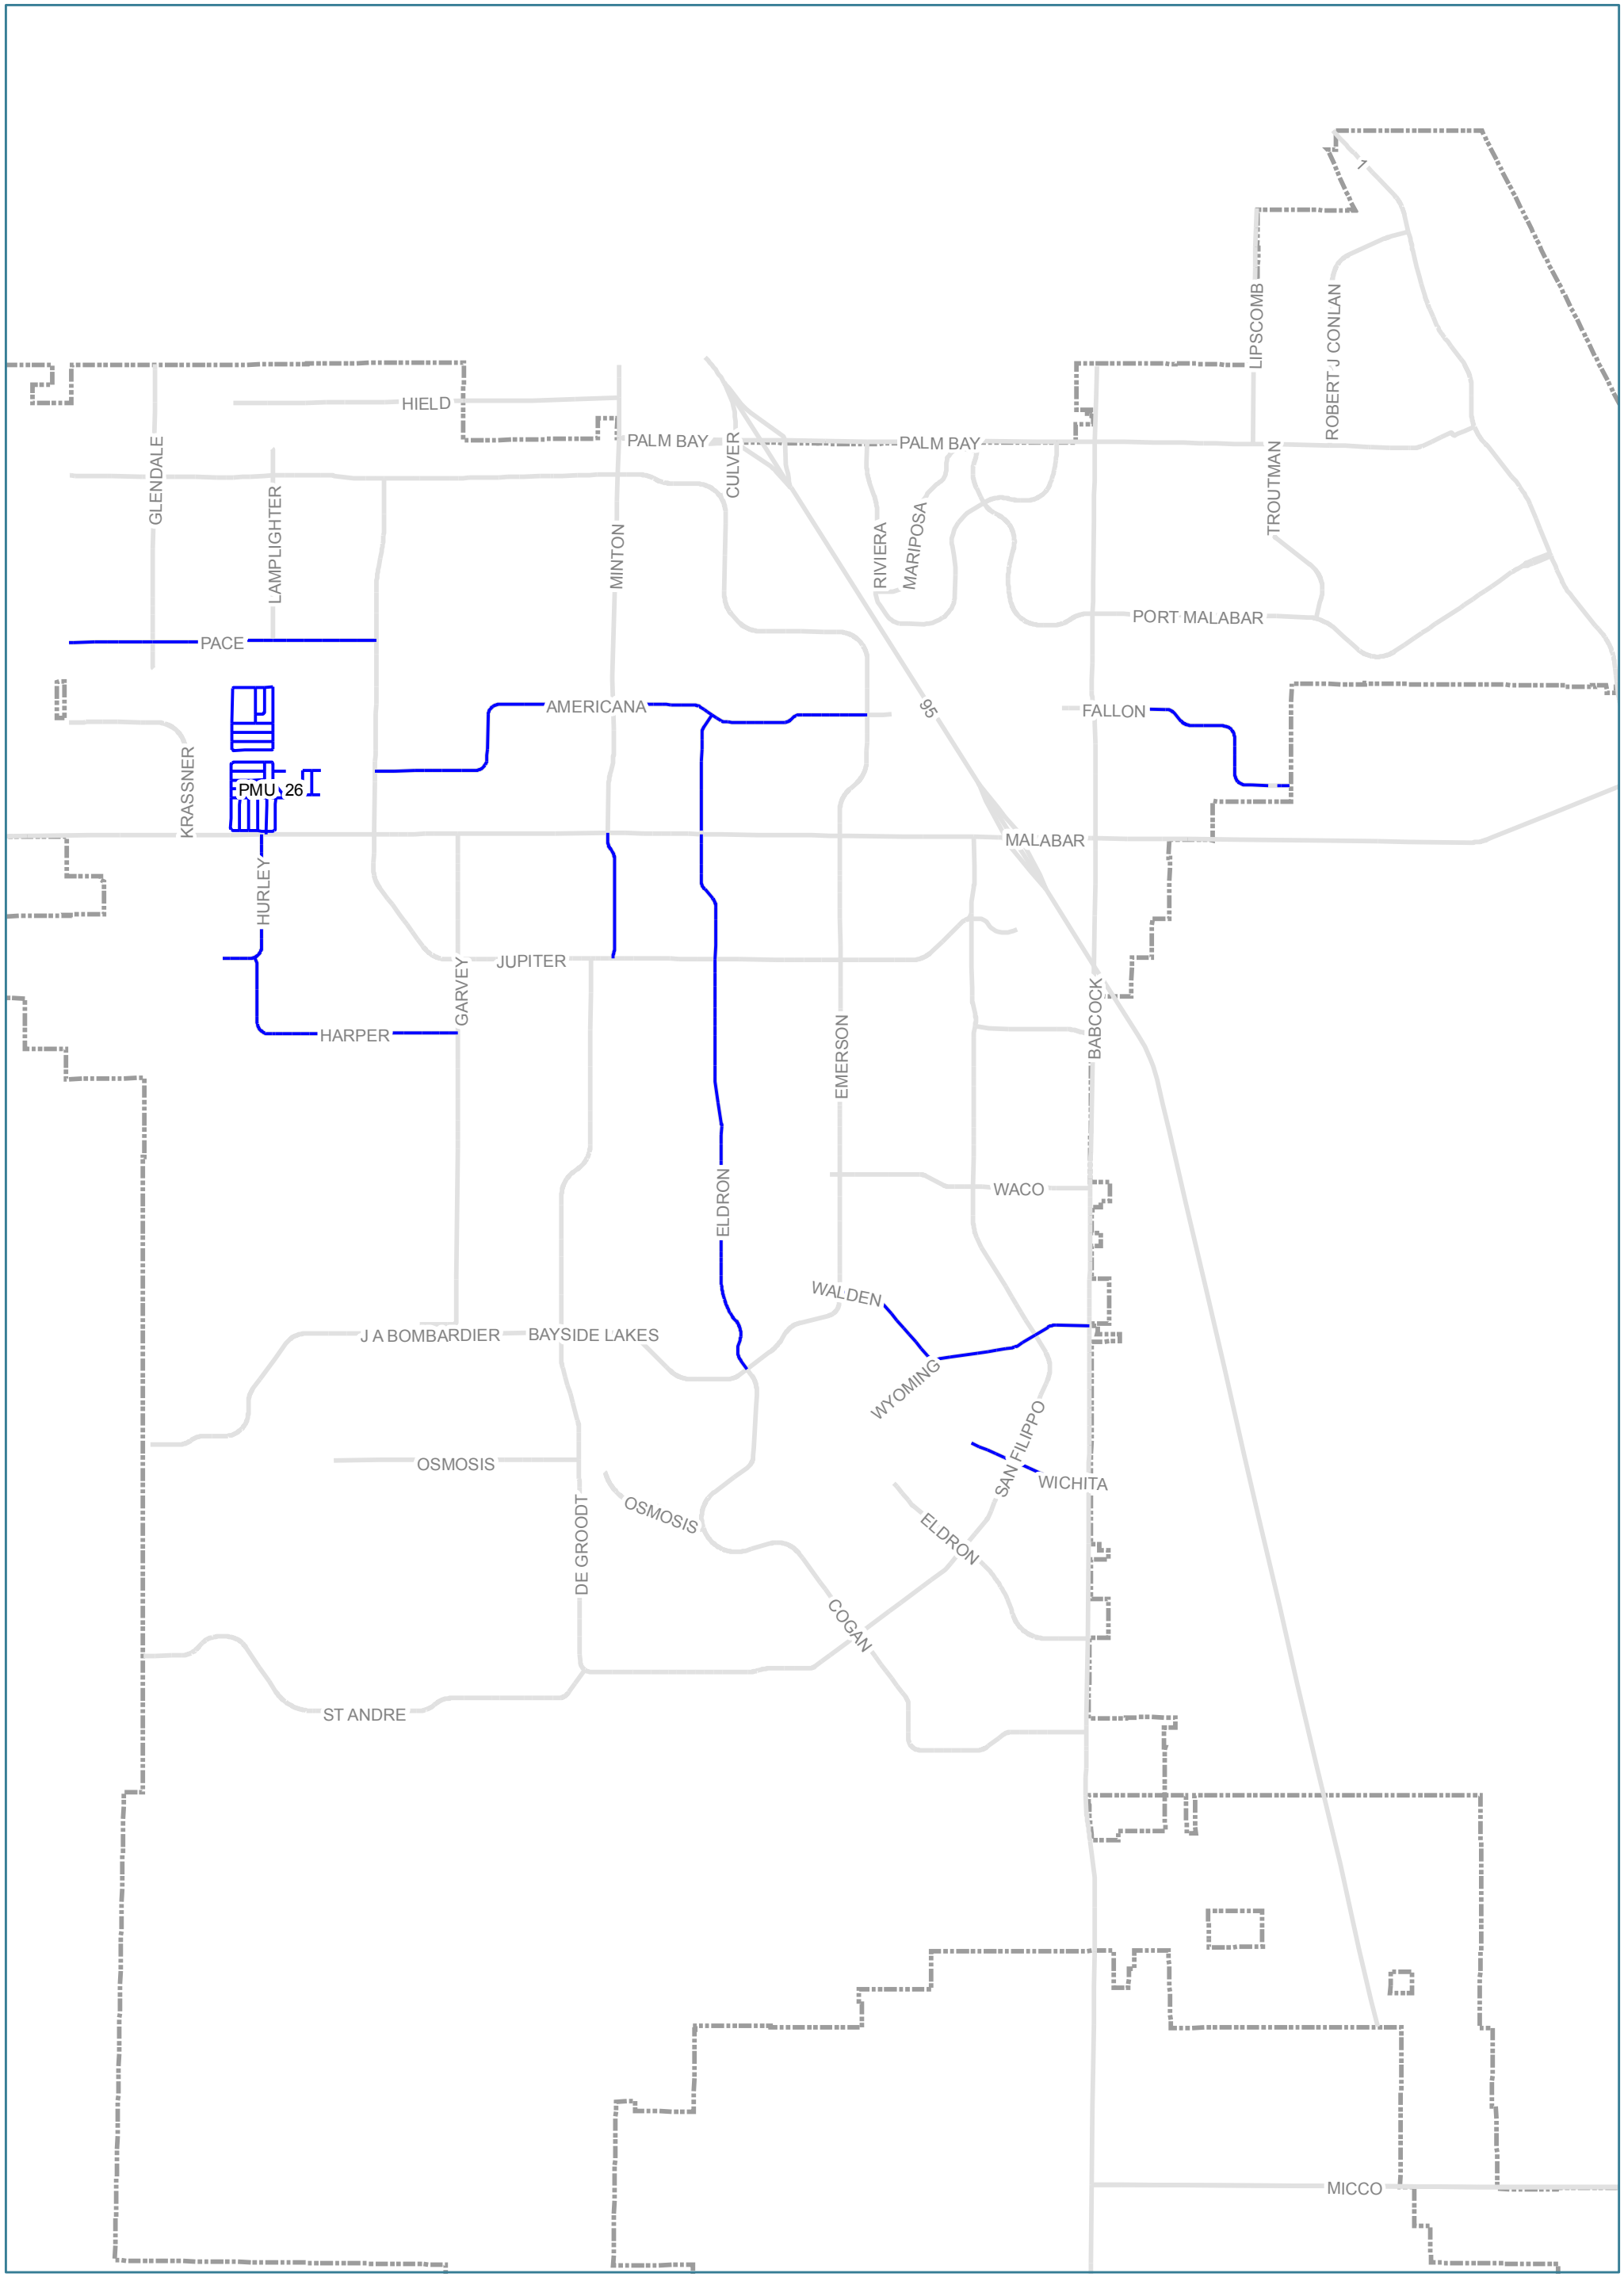 1
LIPSCOMB
ROBERT J CONLAN
HIELD
PALM BAY
CULVER
PALM BAY
GLENDALE
LAMPLIGHTER
MINTON
RIVIERA
MARIPOSA
TROUTMAN
PORT MALABAR
PACE
AMERICANA
95
FALLON
KRASSNER
PMU 26
MALABAR
HURLEY
JUPITER
GARVEY
HARPER
EMERSON
BABCOCK
ELDRON
WACO
WALDEN
J A BOMBARDIER
BAYSIDE LAKES
WYOMING
SAN FILIPPO
OSMOSIS
WICHITA
OSMOSIS
DE GROODT
ELDRON
COGAN
ST ANDRE
MICCO